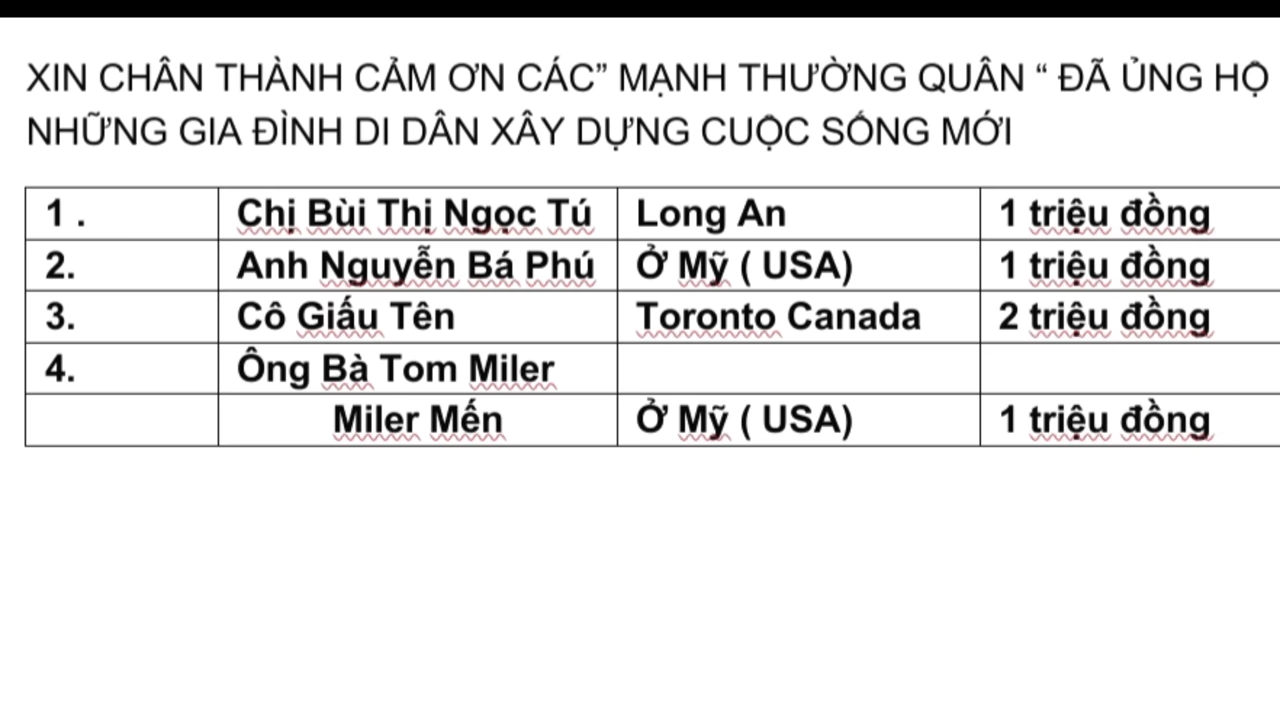 XIN CHÂN THÀNH CẢM ƠN CÁC” MẠNH THƯỜNG QUÂN “ ĐÃ ỦNG HỘ
NHỮNG GIA ĐÌNH DI DÂN XÂY DỰNG CUỘC SỐNG MỚI
1 . Chị Bùi Thị Ngọc Tú Long An 1 triệu đồng
2. Anh Nguyễn Bá Phú Ở Mỹ ( USA) 1 triệu đồng
3. Cô Giấu Tên Toronto Canada 2 triệu đồng
4. Ông Bà Tom Miler
Miler Mến Ở Mỹ ( USA) 1 triệu đồng